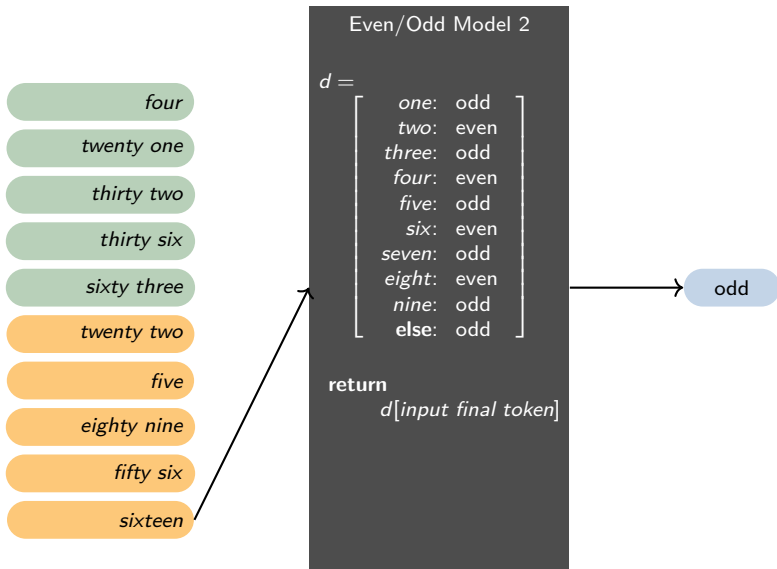 Even/Odd Model 2
four
twenty one
thirty two
thirty six
sixty three
twenty two
five
eighty nine
fifty six
sixteen
d =
one: odd
two: even
three: odd
four: even
five: odd
six: even
seven: odd
eight: even
nine: odd
else: odd
return
d[input final token]
odd